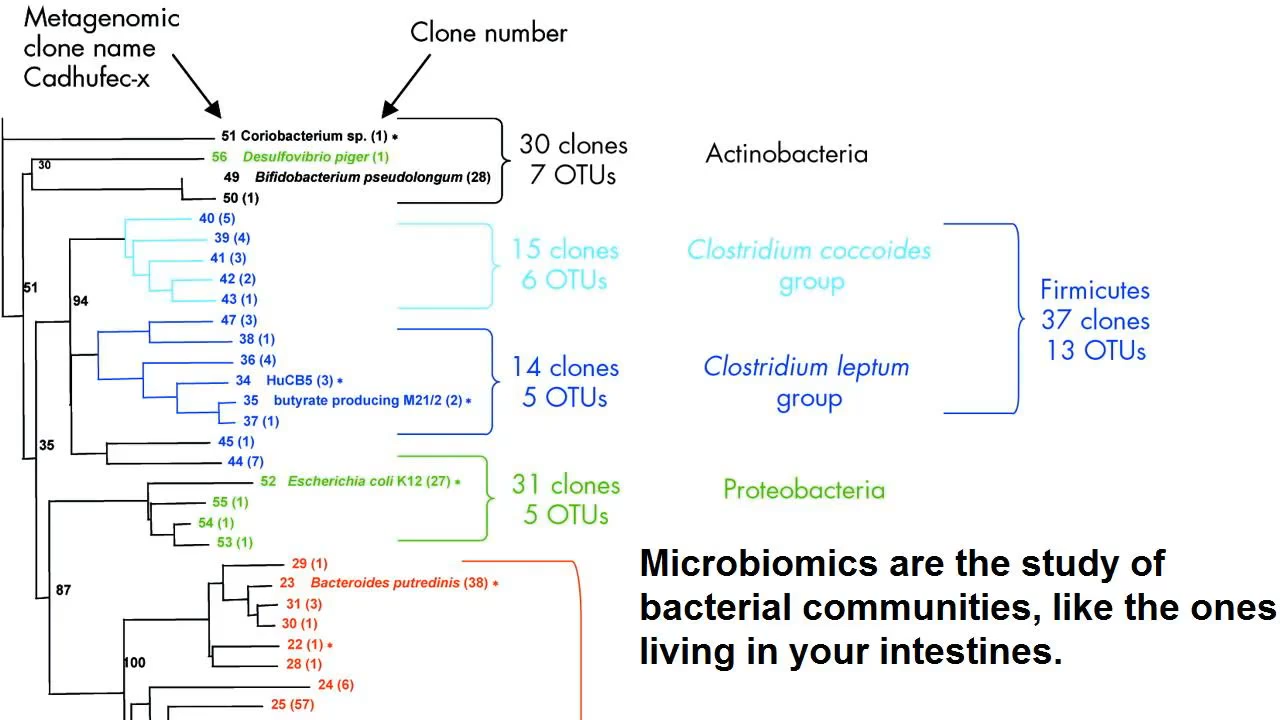 Metagenomic
clone name
Cadhufec-x
Clone number
51 Coriobacterium sp. (1) *
56 Desulfovibrio piger (1)
30
49 Bifidobacterium pseudolongum (28)
50 (1)
30 clones
7 OTUs
Actinobacteria
40 (5)
39 (4)
41 (3)
42 (2)
43 (1)
15 clones
6 OTUs
Clostridium coccoides
group
51
94
47 (3)
38 (1)
36 (4)
34 HuCB5 (3) *
35 butyrate producing M21/2 (2) *
37 (1)
14 clones
5 OTUs
Clostridium leptum
group
Firmicutes
37 clones
13 OTUs
45 (1)
35
44 (7)
52 Escherichia coli K12 (27) *
55 (1)
54 (1)
53 (1)
31 clones
5 OTUs
Proteobacteria
29 (1)
23 Bacteroides putredinis (38) *
87
31 (3)
30 (1)
22 (1) *
28 (1)
100
24 (6)
25 (57)
Microbiomics are the study of
bacterial communities, like the ones
living in your intestines.